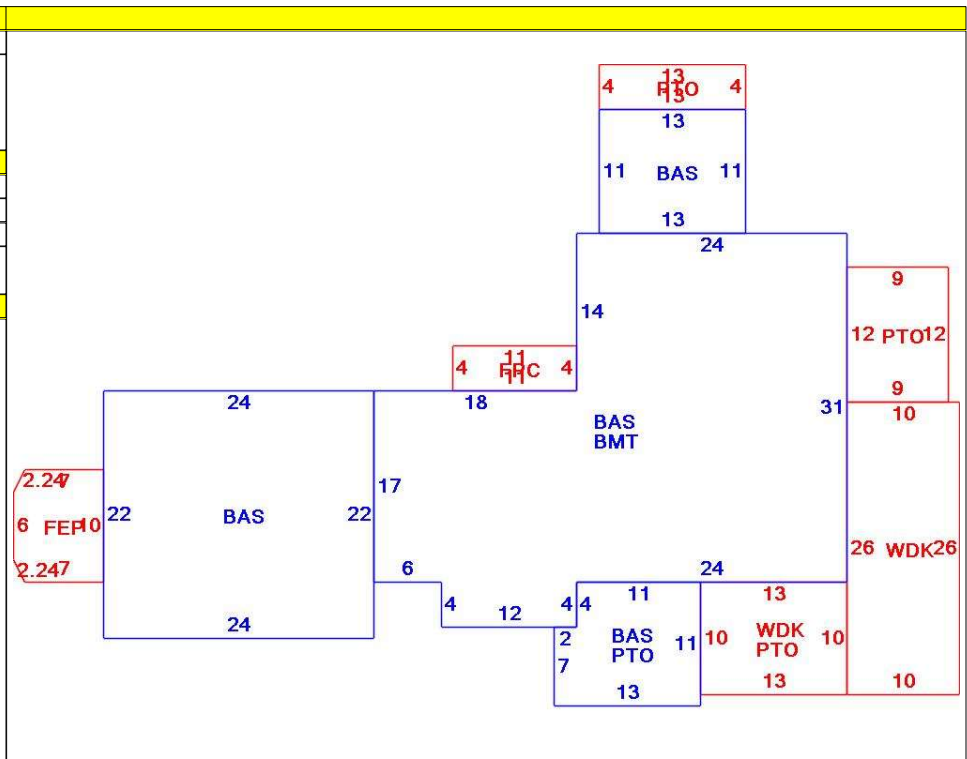 13
4 PTO 4
13
13
11 BAS 11
13
24
14
9
12 PTO 12
9
11
4 FPC 4
11
24
18
10
31
BAS
BMT
17
2.24 7
6 FEP 10
2.24 7
22 BAS 22
26 WDK 26
6
24
4
12
4 4
11
13
2
BAS
PTO
11
10 WDK 10
PTO
7
24
13
13
10